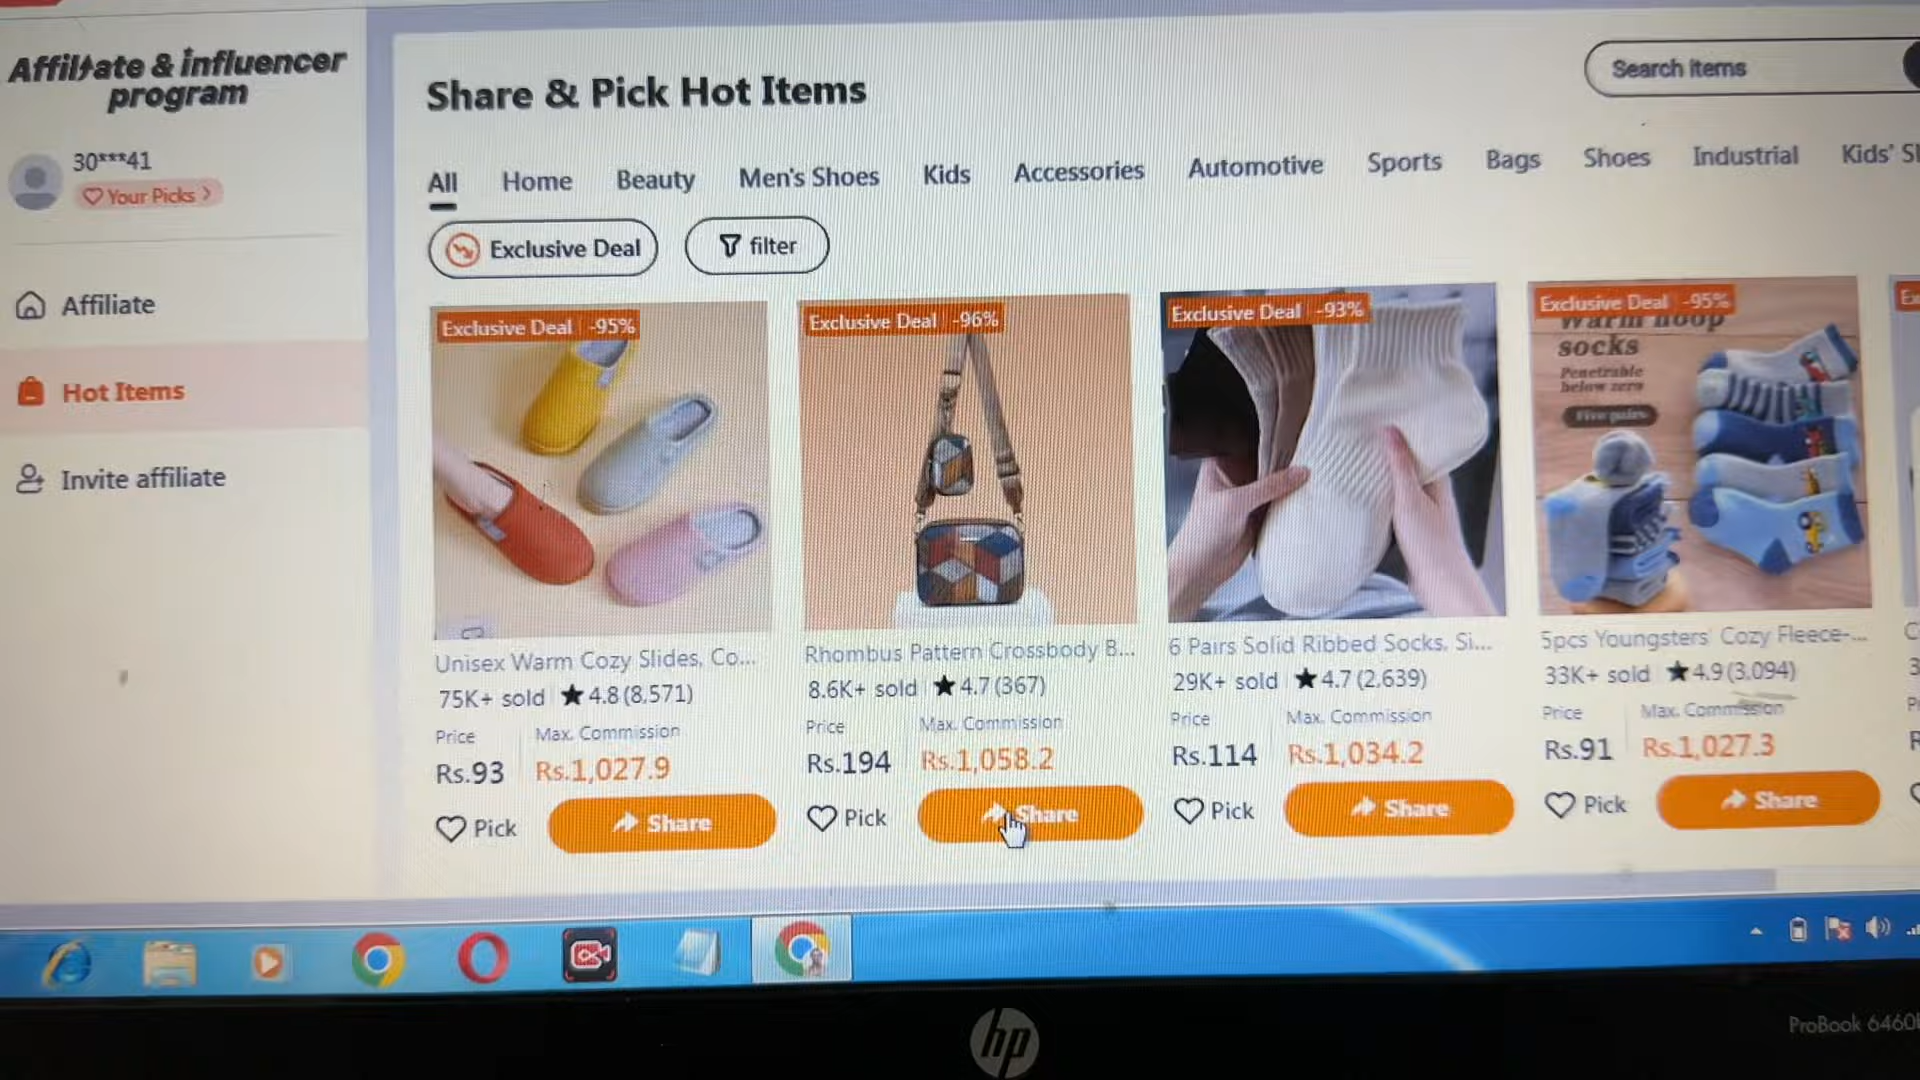 Affiliate & influencer
program
30***41
Your Picks >
Affiliate
Hot Items
Invite affiliate
Share & Pick Hot Items
Search items
All Home Beauty Men's Shoes Kids Accessories Automotive Sports Bags Shoes Industrial Kids'
Exclusive Deal filter
Exclusive Deal -95%
Unisex Warm Cozy Slides, Co...
75K+ sold ★ 4.8 (8,571)
Price Max. Commission
Rs.93 Rs.1,027.9
Pick Share
Exclusive Deal -96%
Rhombus Pattern Crossbody B...
8.6K+ sold ★ 4.7 (367)
Price Max. Commission
Rs.194 Rs.1,058.2
Pick Share
Exclusive Deal -93%
6 Pairs Solid Ribbed Socks, Si...
29K+ sold ★ 4.7 (2,639)
Price Max. Commission
Rs.114 Rs.1,034.2
Pick Share
Exclusive Deal -95%
socks
Penetrable
below zero
Five pairs
5pcs Youngsters' Cozy Fleece-...
33K+ sold ★ 4.9 (3,094)
Price Max. Commission
Rs.91 Rs.1,027.3
Pick Share
hp
ProBook 6460b